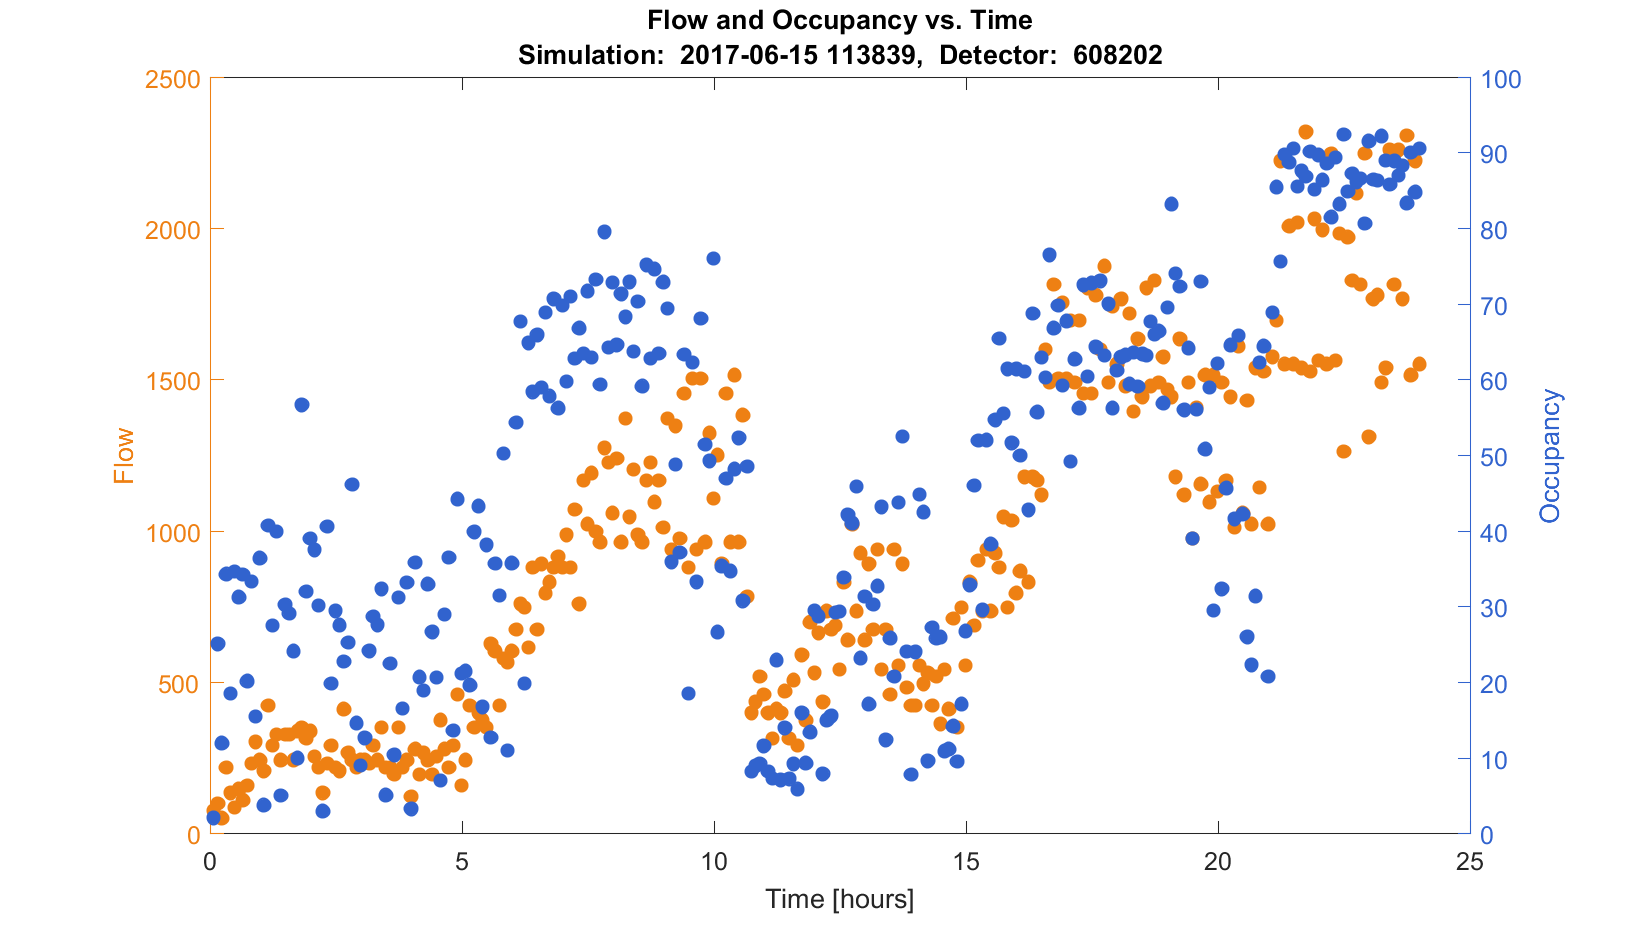 Flow and Occupancy vs. Time
Simulation:  2017-06-15 113839,  Detector:  608202
2500
2000
1500
1000
500
0
Flow
100
90
80
70
60
50
40
30
20
10
0
Occupancy
0 5 10 15 20 25
Time [hours]